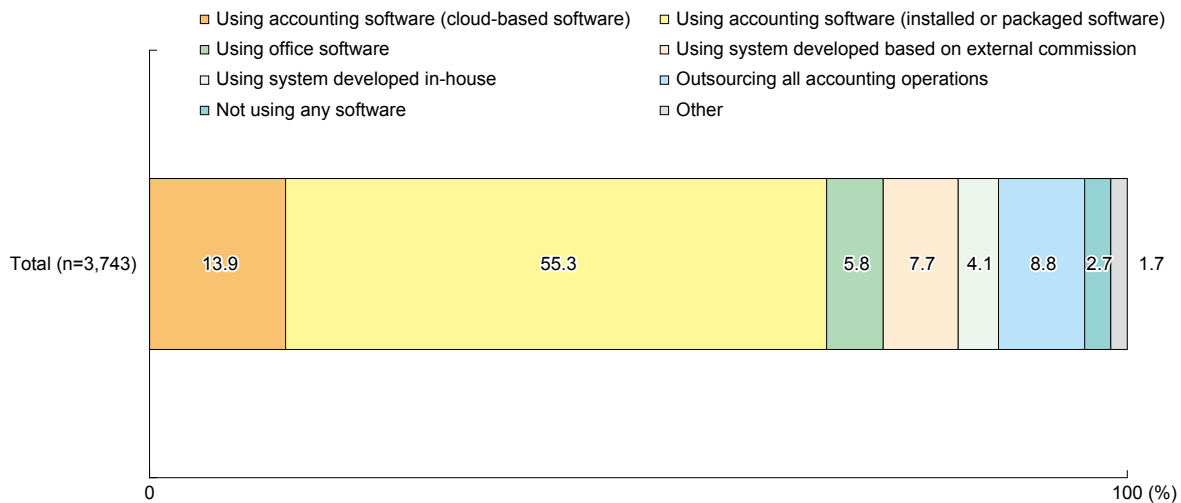 Using accounting software (cloud-based software)
Using accounting software (installed or packaged software)
Using office software
Using system developed based on external commission
Using system developed in-house
Outsourcing all accounting operations
Not using any software
Other
Total (n=3,743)
13.9
55.3
5.8
7.7
4.1
8.8
2.7
1.7
0
100 (%)